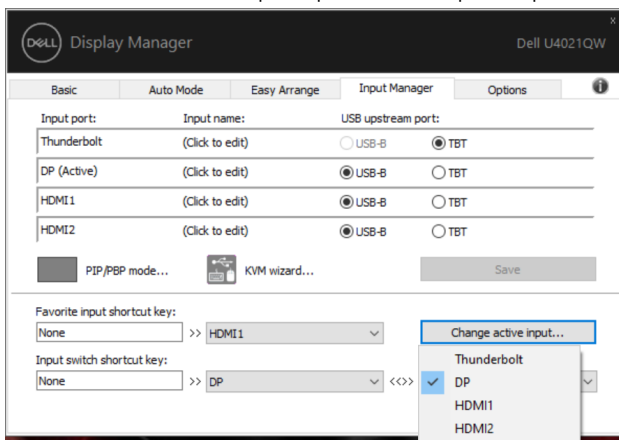 DELL Display Manager Dell U4021QW
Basic Auto Mode Easy Arrange Input Manager Options
Input port: Input name: USB upstream port:
Thunderbolt (Click to edit) USB-B TBT
DP (Active) (Click to edit) USB-B TBT
HDMI1 (Click to edit) USB-B TBT
HDMI2 (Click to edit) USB-B TBT
PIP/PBP mode... KVM wizard... Save
Favorite input shortcut key:
None >> HDMI1 Change active input...
Input switch shortcut key:
None >> DP <<>>
Thunderbolt
DP
HDMI1
HDMI2